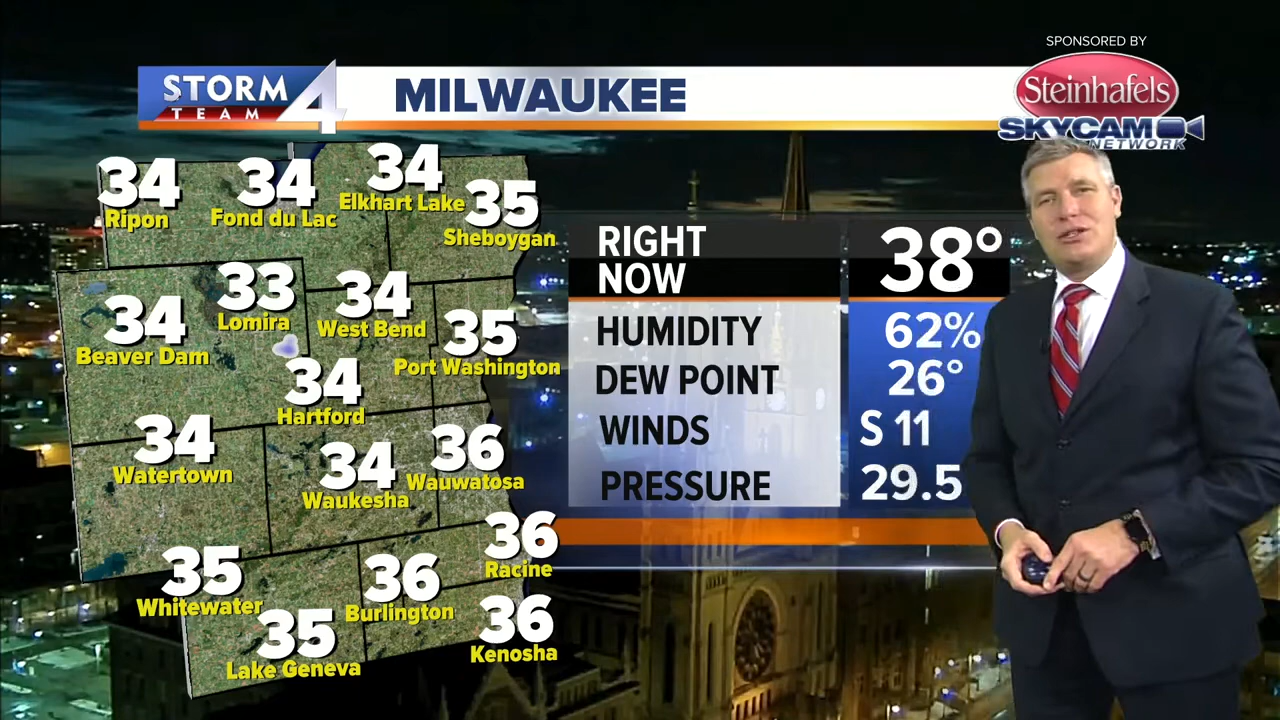 SPONSORED BY
Steinhafels
SKYCAM
NETWORK
STORM
TEAM
4
MILWAUKEE
34
Ripon
34
Fond du Lac
34
Elkhart Lake
35
Sheboygan
34
Beaver Dam
33
Lomira
34
West Bend
35
Port Washington
34
Hartford
34
Watertown
34
Waukesha
36
Wauwatosa
35
Whitewater
36
Burlington
36
Racine
35
Lake Geneva
36
Kenosha
RIGHT NOW 38°
HUMIDITY 62%
DEW POINT 26°
WINDS S 11
PRESSURE 29.5